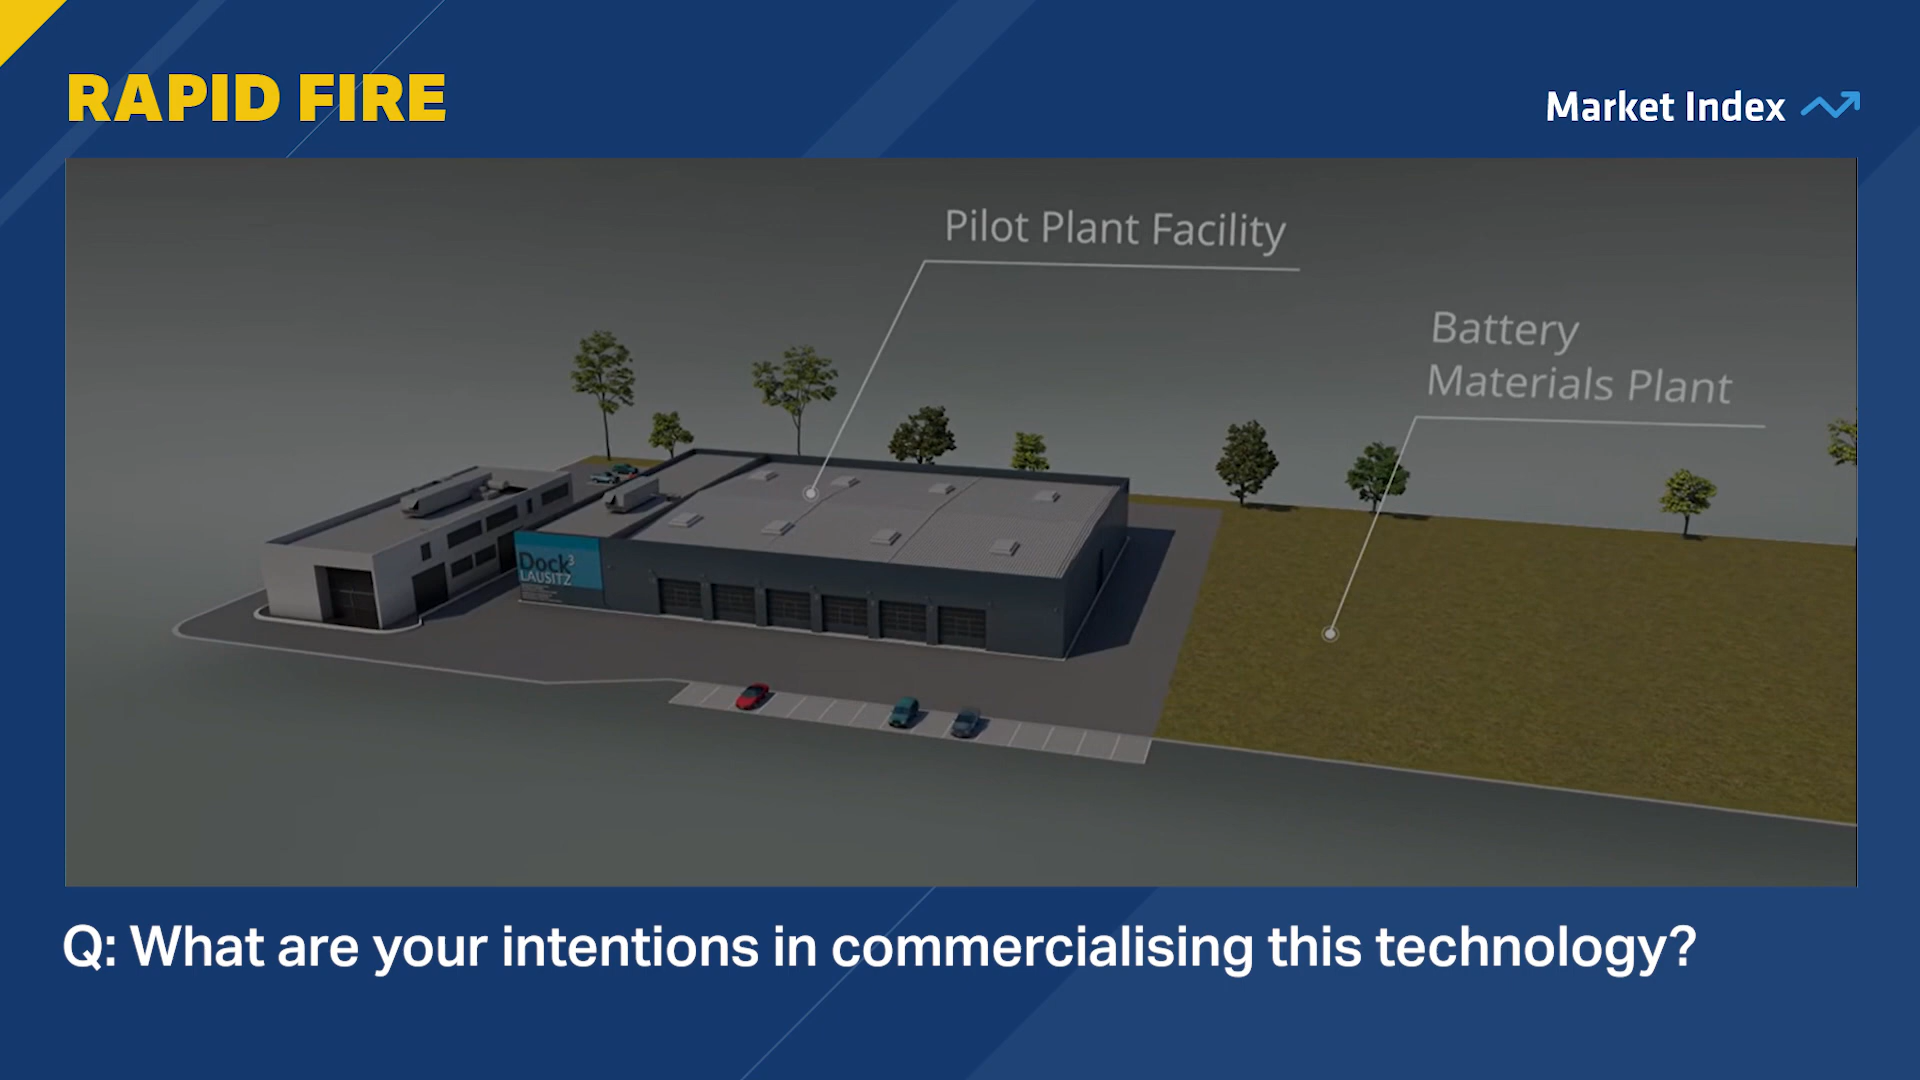 RAPID FIRE
Market Index
Pilot Plant Facility
Battery
Materials Plant
Dock3
LAUSITZ
Q: What are your intentions in commercialising this technology?